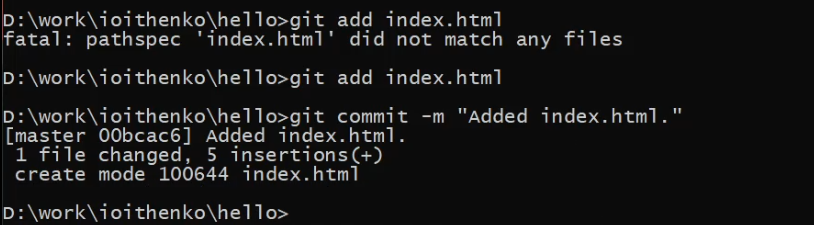 D:\work\ioithenko\hello>git add index.html
fatal: pathspec 'index.html' did not match any files
D:\work\ioithenko\hello>git add index.html
D:\work\ioithenko\hello>git commit -m "Added index.html."
[master 00bcac6] Added index.html.
 1 file changed, 5 insertions(+)
 create mode 100644 index.html
D:\work\ioithenko\hello>